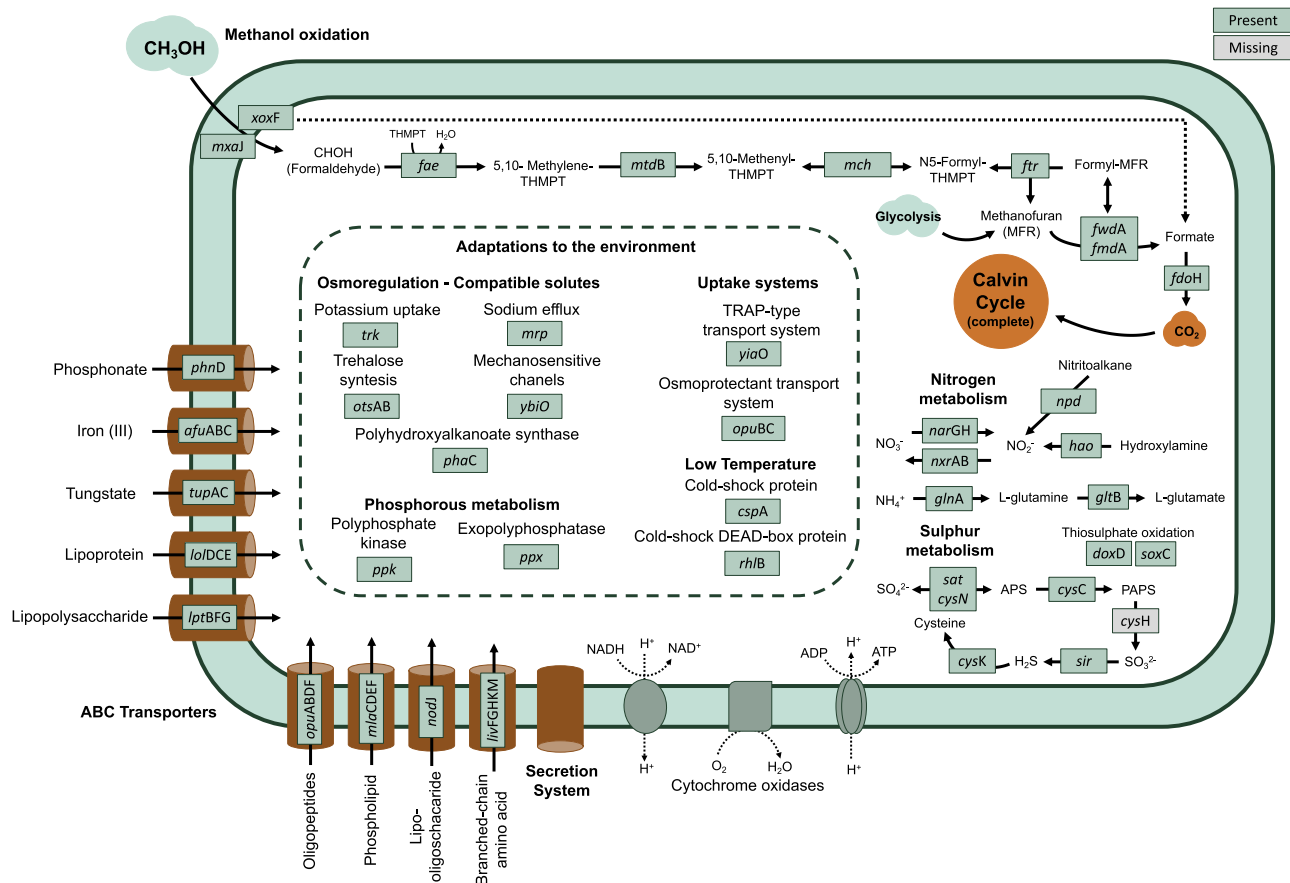 Present
Missing
Methanol oxidation
CH₃OH
xoxF
mxaJ
CHOH
(Formaldehyde)
THMPT
H₂O
fae
5,10- Methylene-
THMPT
mtdB
5,10-Methenyl-
THMPT
mch
N5-Formyl-
THMPT
ftr
Formyl-MFR
Glycolysis
Methanofuran
(MFR)
fwdA
fmdA
Formate
fdoH
CO₂
Calvin
Cycle
(complete)
Adaptations to the environment
Osmoregulation - Compatible solutes
Potassium uptake
trk
Sodium efflux
mrp
Trehalose
syntesis
otsAB
Mechanosensitive
chanels
ybiO
Polyhydroxyalkanoate synthase
phaC
Phosphorous metabolism
Polyphosphate
kinase
ppk
Exopolyphosphatase
ppx
Uptake systems
TRAP-type
transport system
yiaO
Osmoprotectant transport
system
opuBC
Low Temperature
Cold-shock protein
cspA
Cold-shock DEAD-box protein
rhlB
Nitrogen
metabolism
Nitritoalkane
npd
NO₃⁻
narGH
nxrAB
NO₂⁻
hao
Hydroxylamine
NH₄⁺
glnA
L-glutamine
gltB
L-glutamate
Sulphur
metabolism
Thiosulphate oxidation
doxD
soxC
SO₄²⁻
sat
cysN
APS
cysC
PAPS
cysH
SO₃²⁻
sir
H₂S
cysK
Cysteine
Phosphonate
phnD
Iron (III)
afuABC
Tungstate
tupAC
Lipoprotein
lolDCE
Lipopolysaccharide
lptBFG
ABC Transporters
opuABDF
Oligopeptides
mlaCDEF
Phospholipid
nodJ
Lipo-
oligoschacaride
livFGHKM
Branched-chain
amino acid
Secretion
System
NADH
H⁺
NAD⁺
H⁺
O₂
H₂O
Cytochrome oxidases
ADP
H⁺
ATP
H⁺